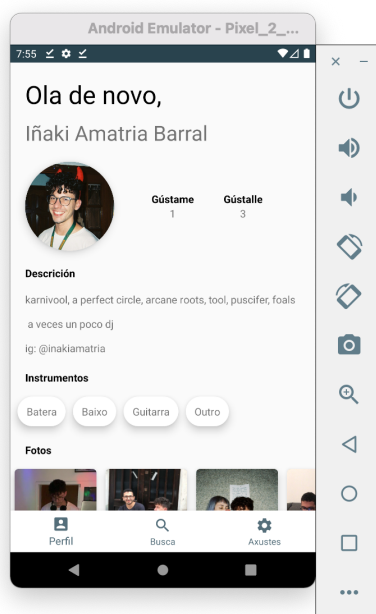 Android Emulator - Pixel_2_...
7:55
Ola de novo,
Iñaki Amatria Barral
Gústame Gústalle
1 3
Descrición
karnivool, a perfect circle, arcane roots, tool, puscifer, foals
a veces un poco dj
ig: @inakiamatria
Instrumentos
Batera Baixo Guitarra Outro
Fotos
Perfil Busca Axustes